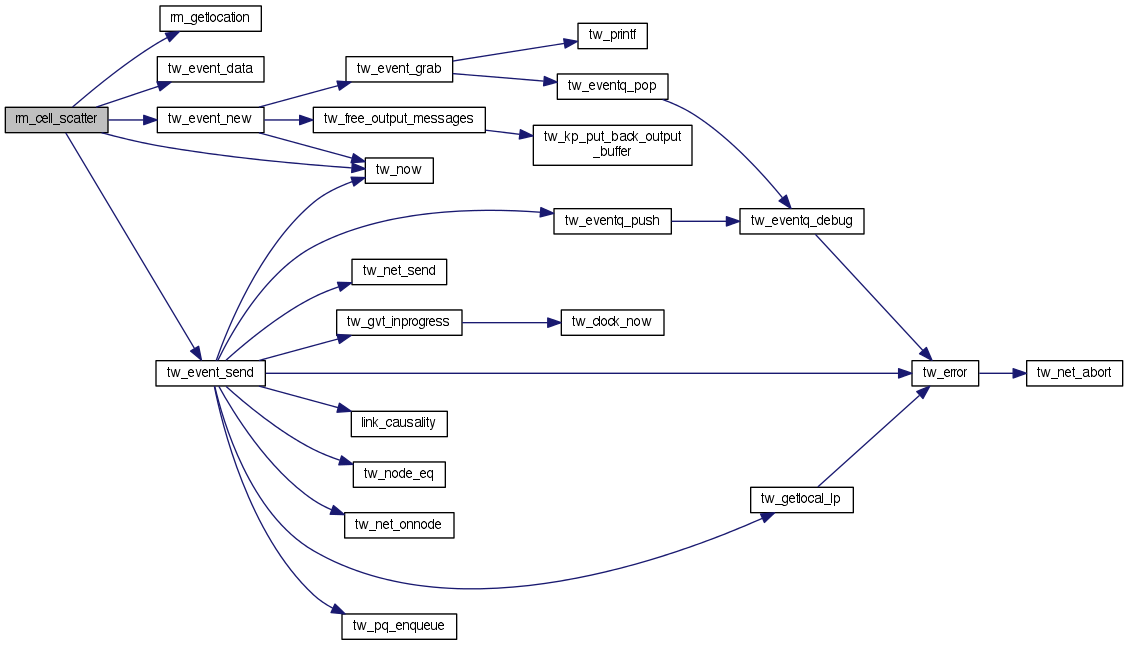 rm_getlocation
tw_printf
tw_event_data
tw_event_grab
tw_eventq_pop
rm_cell_scatter
tw_event_new
tw_free_output_messages
tw_kp_put_back_output
_buffer
tw_now
tw_eventq_push
tw_eventq_debug
tw_net_send
tw_gvt_inprogress
tw_clock_now
tw_event_send
tw_error
tw_net_abort
link_causality
tw_node_eq
tw_getlocal_lp
tw_net_onnode
tw_pq_enqueue